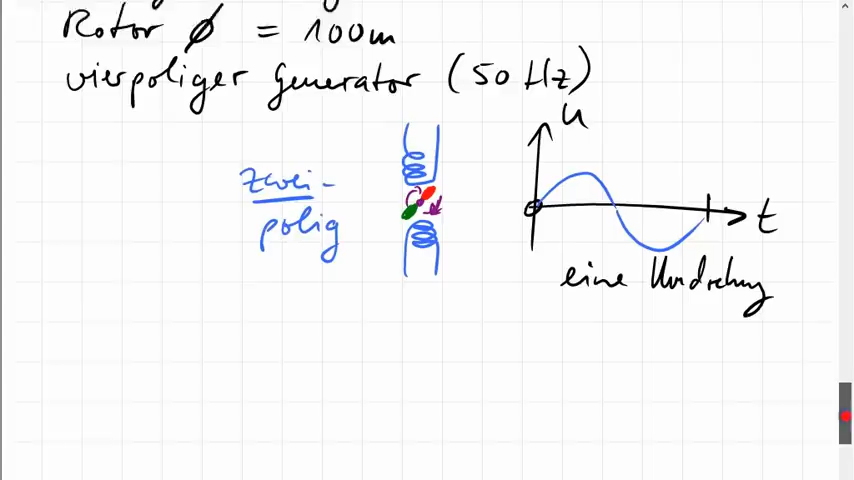 Rotor ϕ = 100m
vierpoliger Generator (50 Hz)
u
zwei-
polig
t
eine Umdrehung